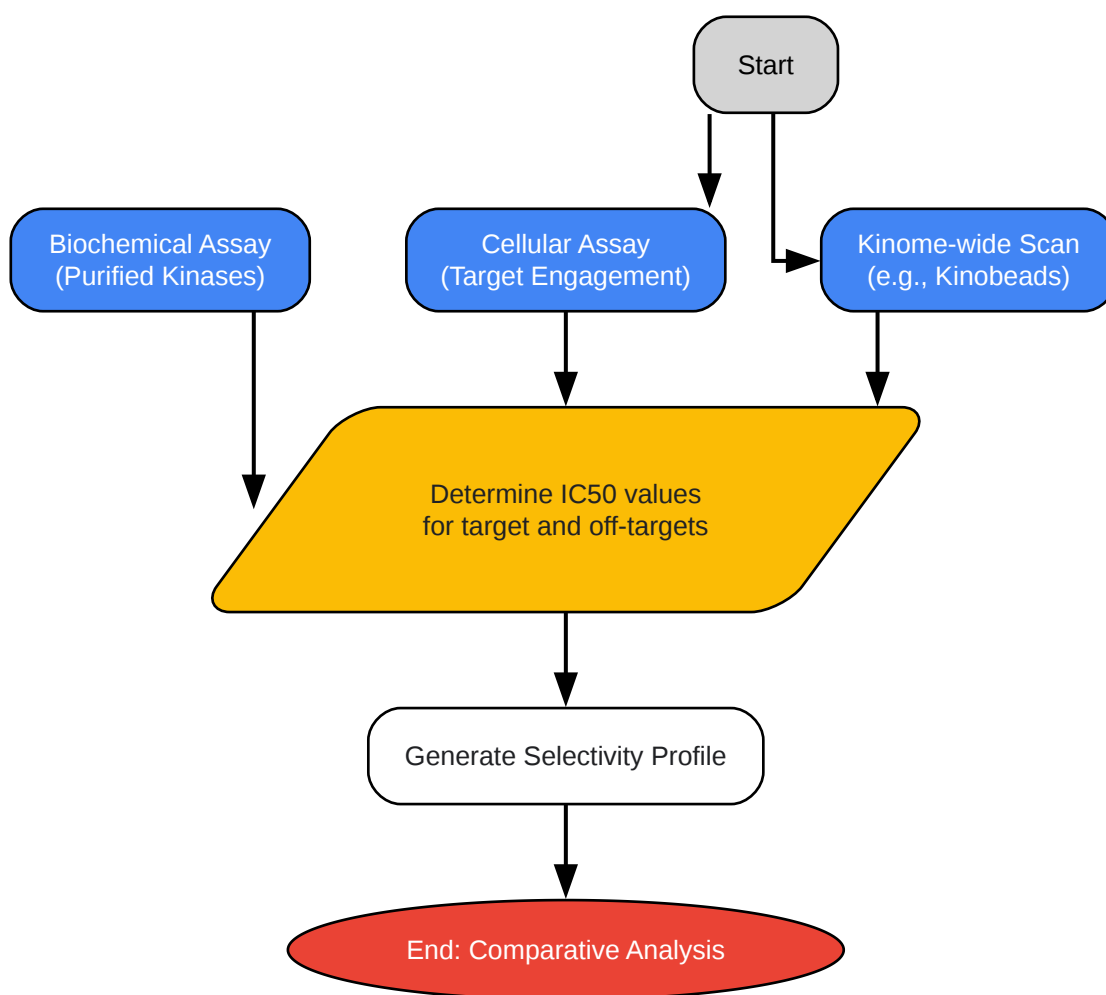 Start
Biochemical Assay
(Purified Kinases)
Cellular Assay
(Target Engagement)
Kinome-wide Scan
(e.g., Kinobeads)
Determine IC50 values
for target and off-targets
Generate Selectivity Profile
End: Comparative Analysis